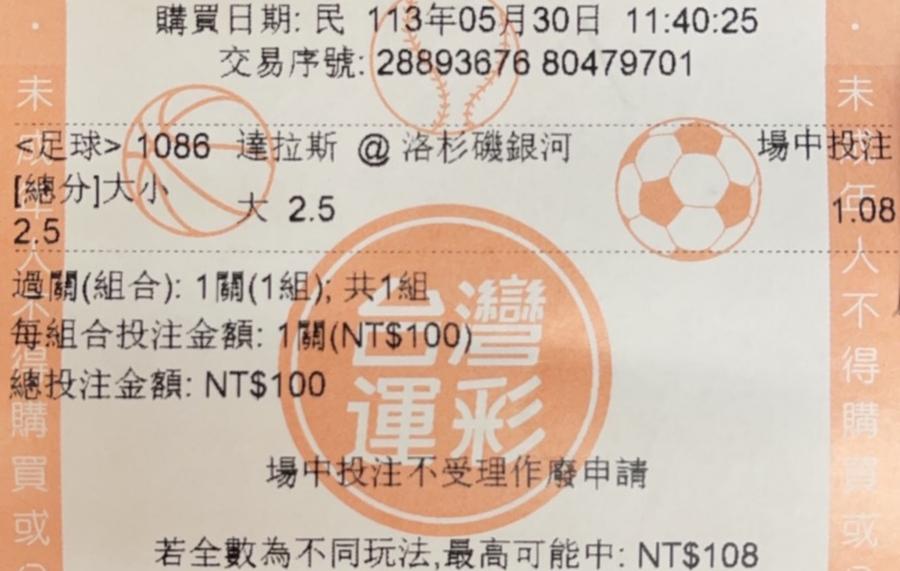 購買日期: 民 113年05月30日 11:40:25
交易序號: 28893676 80479701
<足球> 1086 達拉斯 @ 洛杉磯銀河 場中投注
[總分]大小
2.5 大 2.5 1.08
過關(組合): 1關(1組); 共1組
每組合投注金額: 1關(NT$100)
總投注金額: NT$100
台灣
運彩
場中投注不受理作廢申請
若全數為不同玩法,最高可能中: NT$108
未成年人不得購買或
未成年人不得購買或